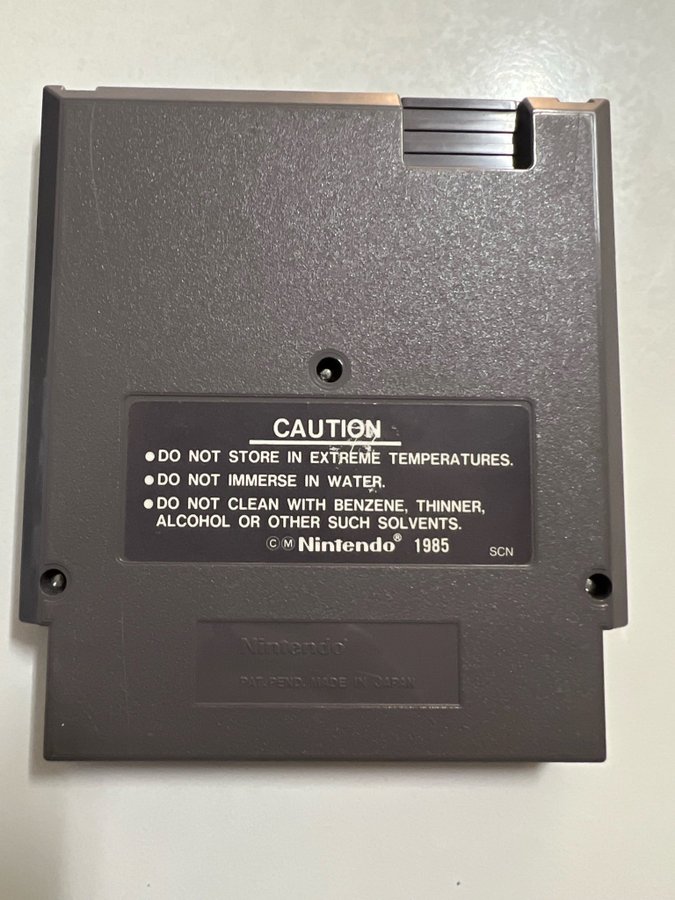 CAUTION
●DO NOT STORE IN EXTREME TEMPERATURES.
●DO NOT IMMERSE IN WATER.
●DO NOT CLEAN WITH BENZENE, THINNER,
ALCOHOL OR OTHER SUCH SOLVENTS.
ⒸⓂ Nintendo® 1985
SCN
Nintendo®
PAT. PEND. MADE IN JAPAN